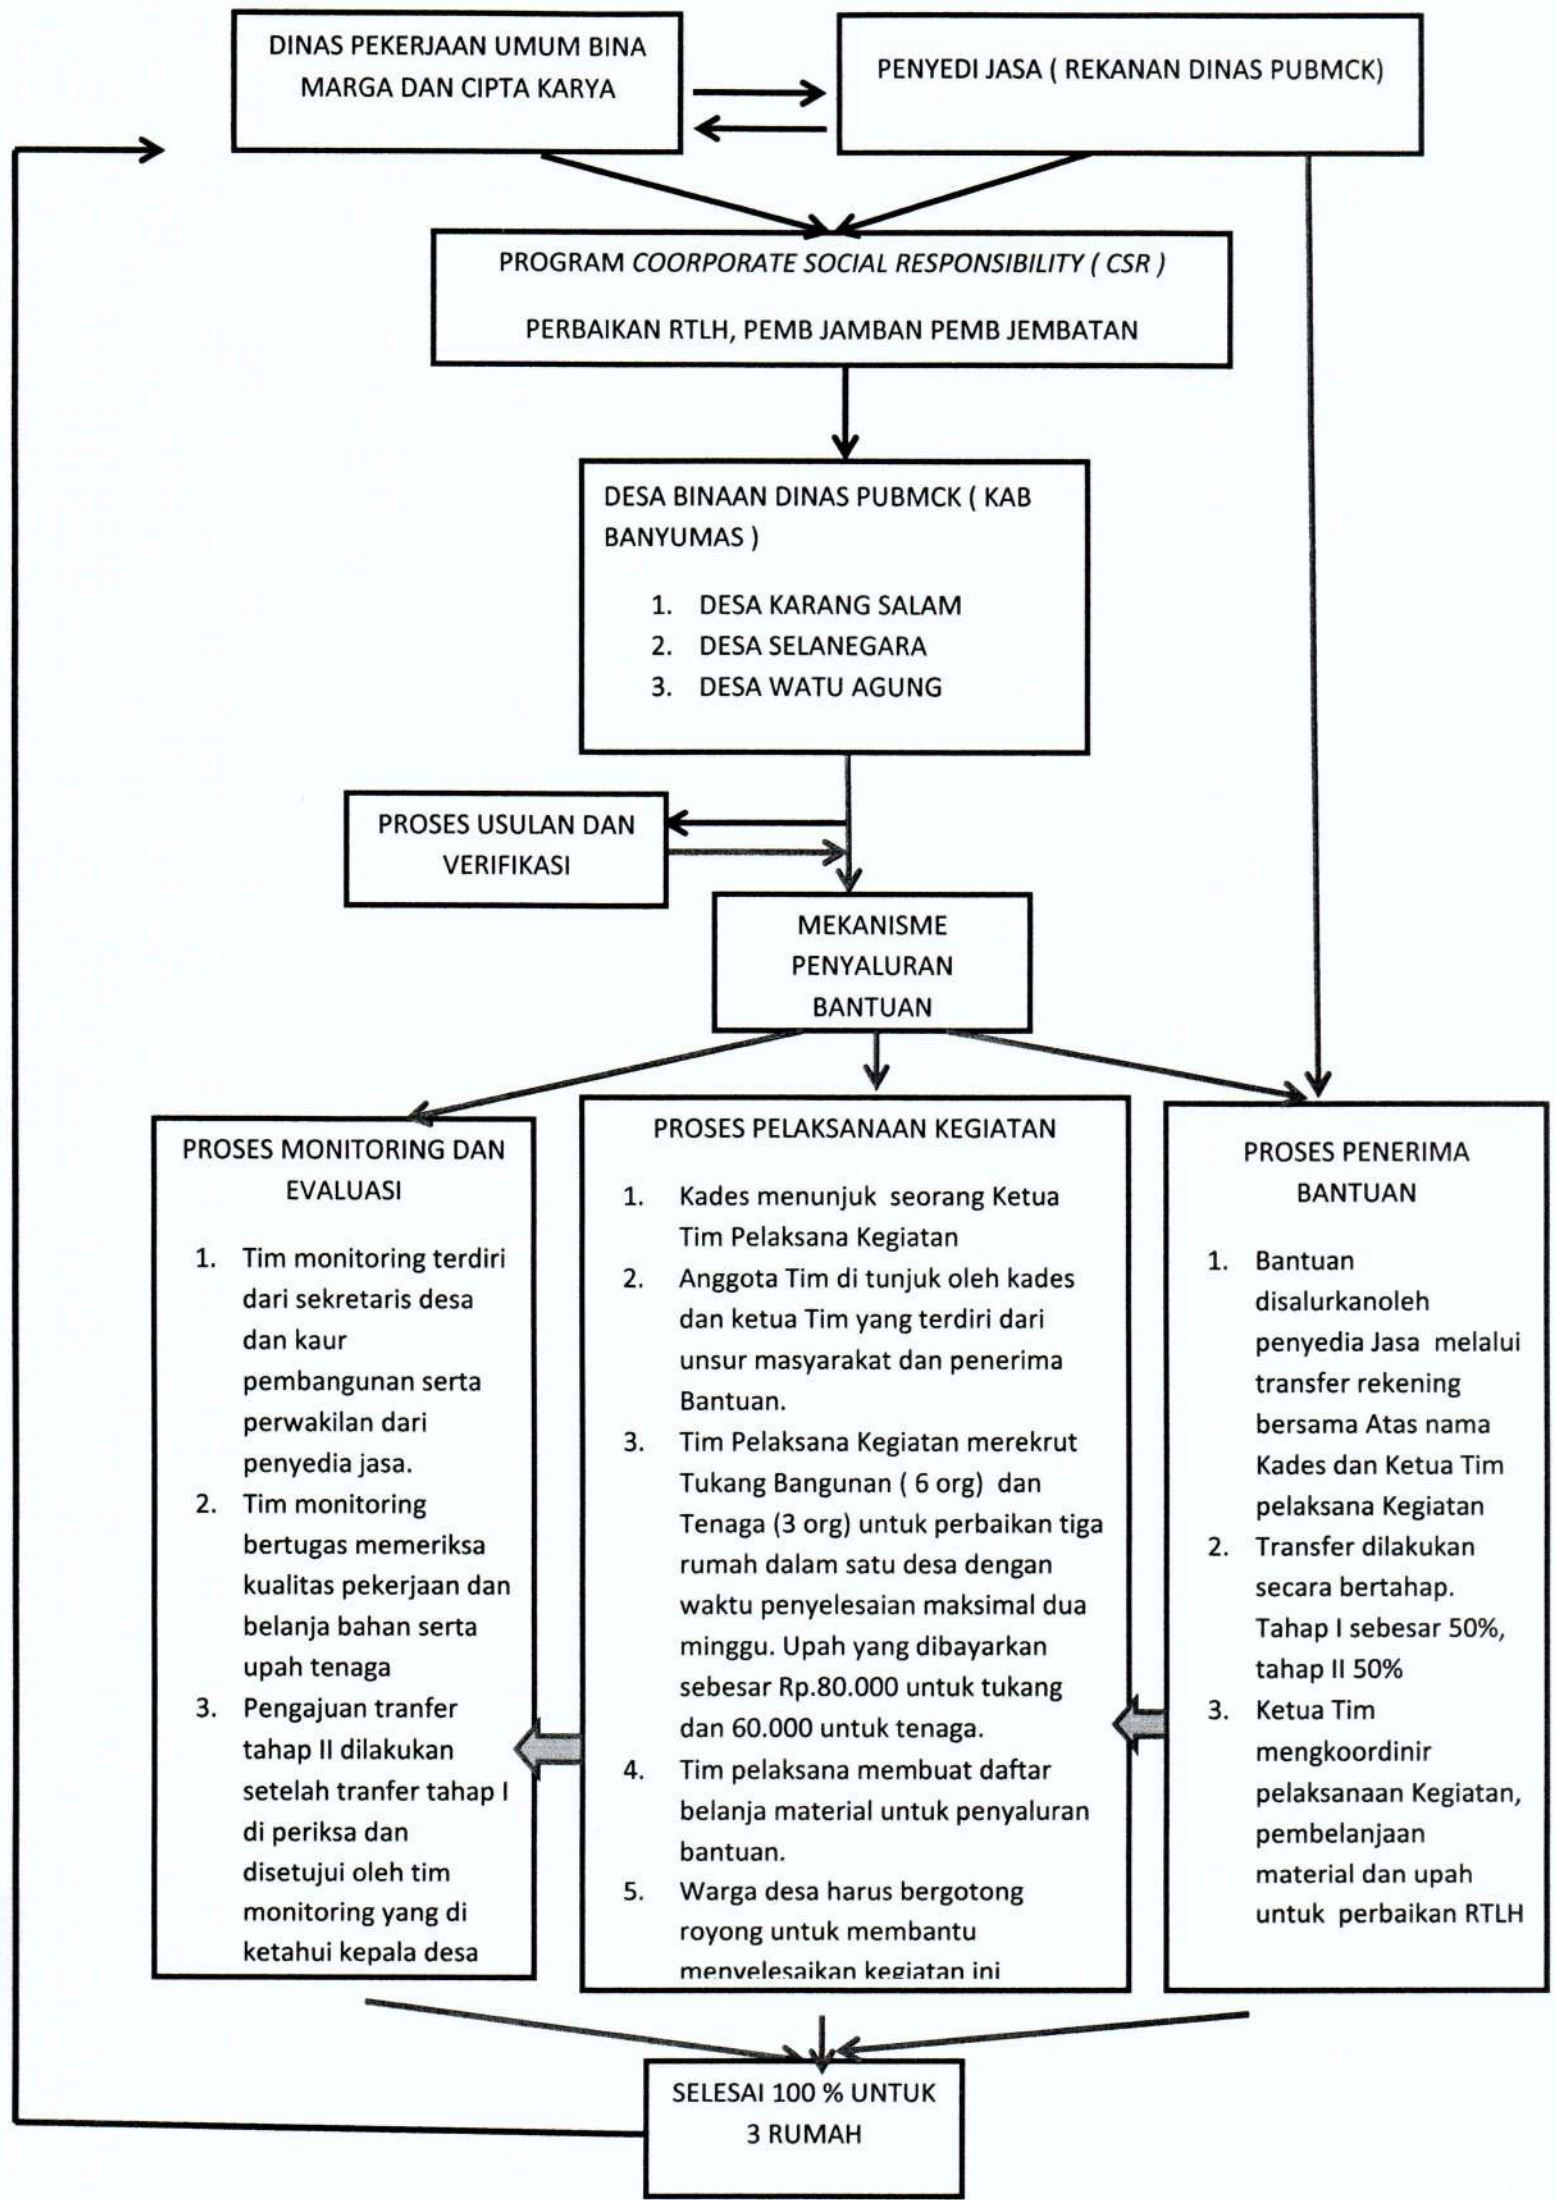 DINAS PEKERJAAN UMUM BINA
MARGA DAN CIPTA KARYA
PENYEDI JASA ( REKANAN DINAS PUBMCK)
PROGRAM COORPORATE SOCIAL RESPONSIBILITY ( CSR )
PERBAIKAN RTLH, PEMB JAMBAN PEMB JEMBATAN
DESA BINAAN DINAS PUBMCK ( KAB
BANYUMAS )
1. DESA KARANG SALAM
2. DESA SELANEGARA
3. DESA WATU AGUNG
PROSES USULAN DAN
VERIFIKASI
MEKANISME
PENYALURAN
BANTUAN
PROSES MONITORING DAN
EVALUASI
1. Tim monitoring terdiri
dari sekretaris desa
dan kaur
pembangunan serta
perwakilan dari
penyedia jasa.
2. Tim monitoring
bertugas memeriksa
kualitas pekerjaan dan
belanja bahan serta
upah tenaga
3. Pengajuan tranfer
tahap II dilakukan
setelah tranfer tahap I
di periksa dan
disetujui oleh tim
monitoring yang di
ketahui kepala desa
PROSES PELAKSANAAN KEGIATAN
1. Kades menunjuk seorang Ketua
Tim Pelaksana Kegiatan
2. Anggota Tim di tunjuk oleh kades
dan ketua Tim yang terdiri dari
unsur masyarakat dan penerima
Bantuan.
3. Tim Pelaksana Kegiatan merekrut
Tukang Bangunan ( 6 org) dan
Tenaga (3 org) untuk perbaikan tiga
rumah dalam satu desa dengan
waktu penyelesaian maksimal dua
minggu. Upah yang dibayarkan
sebesar Rp.80.000 untuk tukang
dan 60.000 untuk tenaga.
4. Tim pelaksana membuat daftar
belanja material untuk penyaluran
bantuan.
5. Warga desa harus bergotong
royong untuk membantu
menyelesaikan kegiatan ini
PROSES PENERIMA
BANTUAN
1. Bantuan
disalurkanoleh
penyedia Jasa melalui
transfer rekening
bersama Atas nama
Kades dan Ketua Tim
pelaksana Kegiatan
2. Transfer dilakukan
secara bertahap.
Tahap I sebesar 50%,
tahap II 50%
3. Ketua Tim
mengkoordinir
pelaksanaan Kegiatan,
pembelanjaan
material dan upah
untuk perbaikan RTLH
SELESAI 100 % UNTUK
3 RUMAH